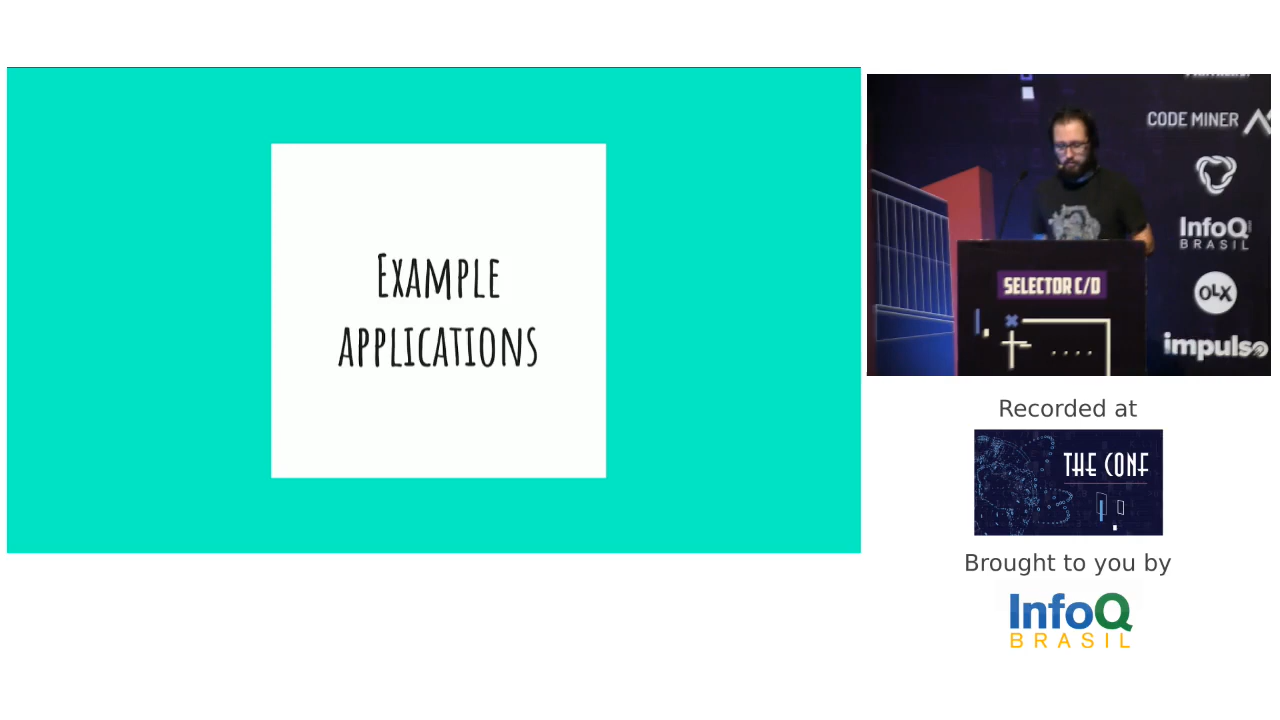 EXAMPLE
APPLICATIONS
CODE MINER
InfoQ
BRASIL
OLX
impulso
SELECTOR C/D
Recorded at
THE CONF
Brought to you by
InfoQ
BRASIL